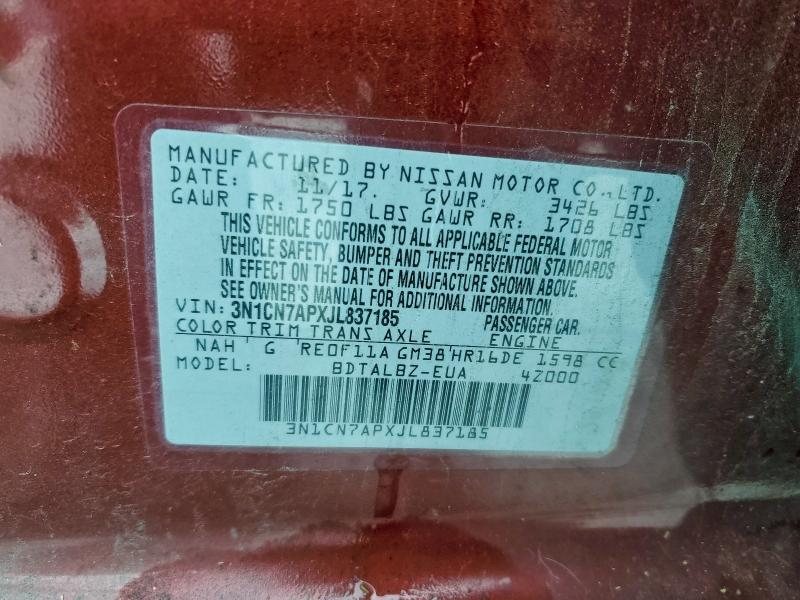 MANUFACTURED BY NISSAN MOTOR CO.,LTD.
DATE: 11/17. GVWR: 3426 LBS
GAWR FR: 1750 LBS GAWR RR: 1708 LBS
THIS VEHICLE CONFORMS TO ALL APPLICABLE FEDERAL MOTOR
VEHICLE SAFETY, BUMPER AND THEFT PREVENTION STANDARDS
IN EFFECT ON THE DATE OF MANUFACTURE SHOWN ABOVE.
SEE OWNER'S MANUAL FOR ADDITIONAL INFORMATION.
VIN: 3N1CN7APXJL837185 PASSENGER CAR.
COLOR TRIM TRANS AXLE ENGINE
NAH ' G 'RE0F11A GM38'HR16DE 1598 CC
MODEL: BDTALBZ-EUA 4Z000
3N1CN7APXJL837185